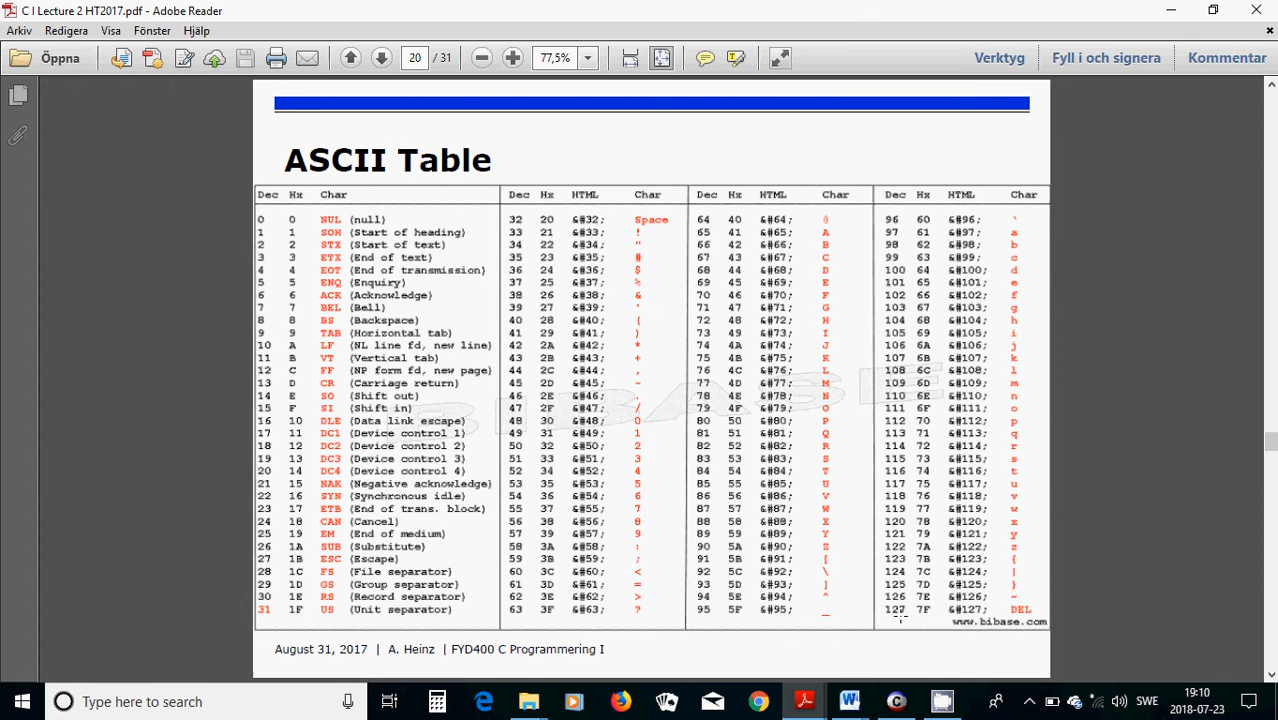 C I Lecture 2 HT2017.pdf - Adobe Reader
Arkiv Redigera Visa Fönster Hjälp
Öppna 20 / 31 77,5% Verktyg Fyll i och signera Kommentar
ASCII Table
Dec Hx Char Dec Hx HTML Char Dec Hx HTML Char Dec Hx HTML Char
0 0 NUL (null) 32 20 &#32; Space 64 40 &#64; @ 96 60 &#96; `
1 1 SOH (Start of heading) 33 21 &#33; ! 65 41 &#65; A 97 61 &#97; a
2 2 STX (Start of text) 34 22 &#34; " 66 42 &#66; B 98 62 &#98; b
3 3 ETX (End of text) 35 23 &#35; # 67 43 &#67; C 99 63 &#99; c
4 4 EOT (End of transmission) 36 24 &#36; $ 68 44 &#68; D 100 64 &#100; d
5 5 ENQ (Enquiry) 37 25 &#37; % 69 45 &#69; E 101 65 &#101; e
6 6 ACK (Acknowledge) 38 26 &#38; & 70 46 &#70; F 102 66 &#102; f
7 7 BEL (Bell) 39 27 &#39; ' 71 47 &#71; G 103 67 &#103; g
8 8 BS (Backspace) 40 28 &#40; ( 72 48 &#72; H 104 68 &#104; h
9 9 TAB (Horizontal tab) 41 29 &#41; ) 73 49 &#73; I 105 69 &#105; i
10 A LF (NL line fd, new line) 42 2A &#42; * 74 4A &#74; J 106 6A &#106; j
11 B VT (Vertical tab) 43 2B &#43; + 75 4B &#75; K 107 6B &#107; k
12 C FF (NP form fd, new page) 44 2C &#44; , 76 4C &#76; L 108 6C &#108; l
13 D CR (Carriage return) 45 2D &#45; - 77 4D &#77; M 109 6D &#109; m
14 E SO (Shift out) 46 2E &#46; . 78 4E &#78; N 110 6E &#110; n
15 F SI (Shift in) 47 2F &#47; / 79 4F &#79; O 111 6F &#111; o
16 10 DLE (Data link escape) 48 30 &#48; 0 80 50 &#80; P 112 70 &#112; p
17 11 DC1 (Device control 1) 49 31 &#49; 1 81 51 &#81; Q 113 71 &#113; q
18 12 DC2 (Device control 2) 50 32 &#50; 2 82 52 &#82; R 114 72 &#114; r
19 13 DC3 (Device control 3) 51 33 &#51; 3 83 53 &#83; S 115 73 &#115; s
20 14 DC4 (Device control 4) 52 34 &#52; 4 84 54 &#84; T 116 74 &#116; t
21 15 NAK (Negative acknowledge) 53 35 &#53; 5 85 55 &#85; U 117 75 &#117; u
22 16 SYN (Synchronous idle) 54 36 &#54; 6 86 56 &#86; V 118 76 &#118; v
23 17 ETB (End of trans. block) 55 37 &#55; 7 87 57 &#87; W 119 77 &#119; w
24 18 CAN (Cancel) 56 38 &#56; 8 88 58 &#88; X 120 78 &#120; x
25 19 EM (End of medium) 57 39 &#57; 9 89 59 &#89; Y 121 79 &#121; y
26 1A SUB (Substitute) 58 3A &#58; : 90 5A &#90; Z 122 7A &#122; z
27 1B ESC (Escape) 59 3B &#59; ; 91 5B &#91; [ 123 7B &#123; {
28 1C FS (File separator) 60 3C &#60; < 92 5C &#92; \ 124 7C &#124; |
29 1D GS (Group separator) 61 3D &#61; = 93 5D &#93; ] 125 7D &#125; }
30 1E RS (Record separator) 62 3E &#62; > 94 5E &#94; ^ 126 7E &#126; ~
31 1F US (Unit separator) 63 3F &#63; ? 95 5F &#95; _ 127 7F &#127; DEL
www.bibase.com
BIBASE
August 31, 2017 | A. Heinz | FYD400 C Programmering I
Type here to search SWE 19:10
2018-07-23